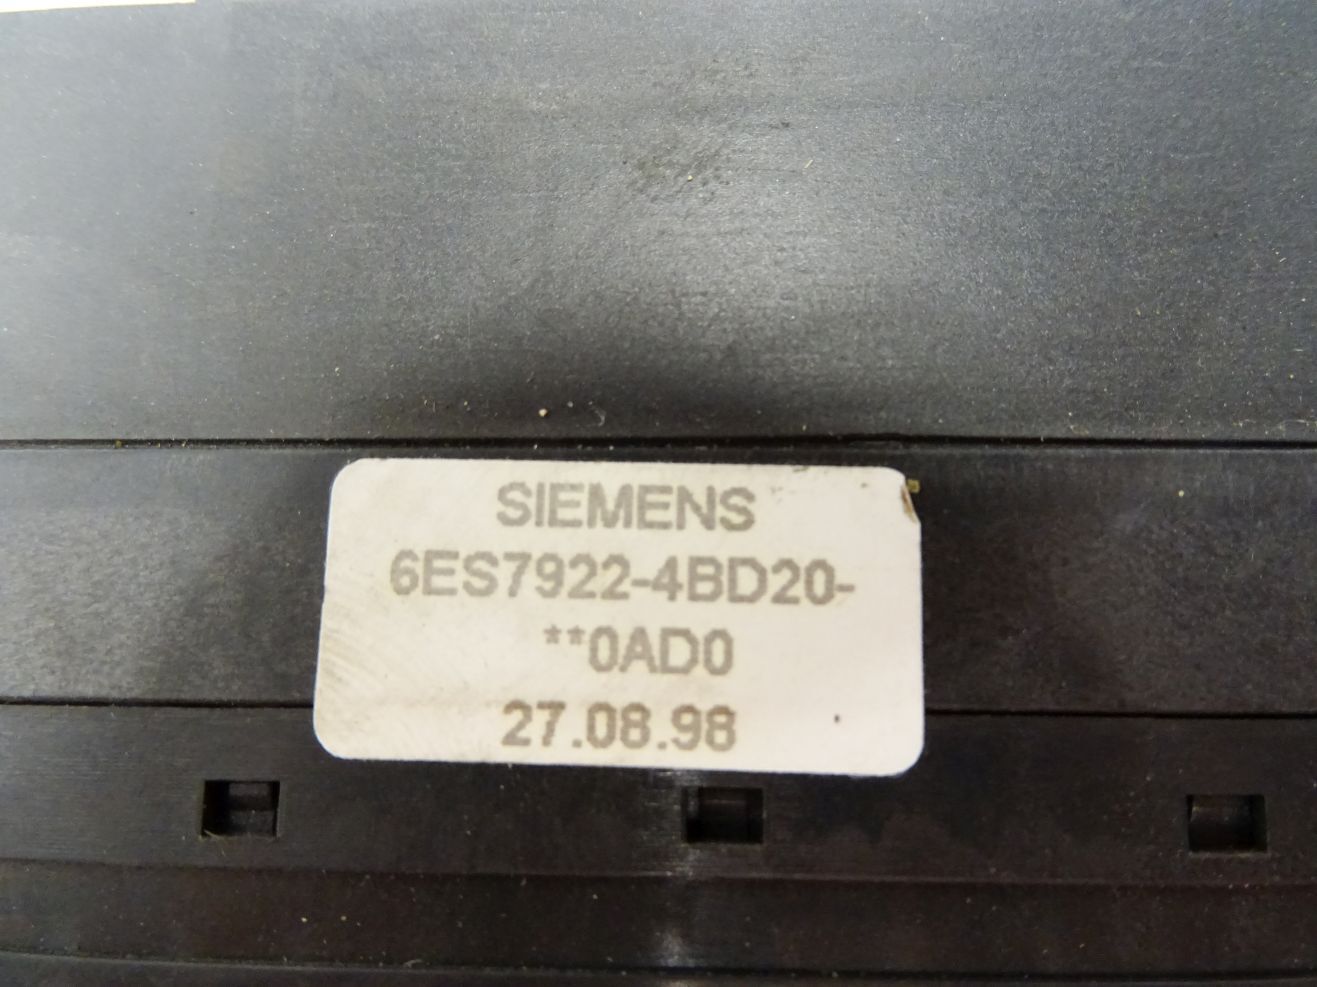 SIEMENS
6ES7922-4BD20-
**0AD0
27.08.98